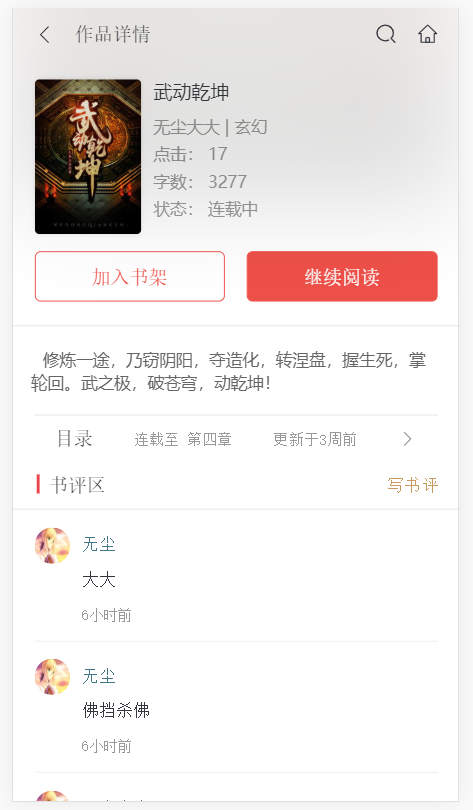 作品详情
武动乾坤
武动乾坤
无尘大大 | 玄幻
点击： 17
字数： 3277
状态： 连载中
加入书架
继续阅读
修炼一途，乃窃阴阳，夺造化，转涅盘，握生死，掌
轮回。武之极，破苍穹，动乾坤！
目录
连载至 第四章
更新于3周前
书评区
写书评
无尘
大大
6小时前
无尘
佛挡杀佛
6小时前